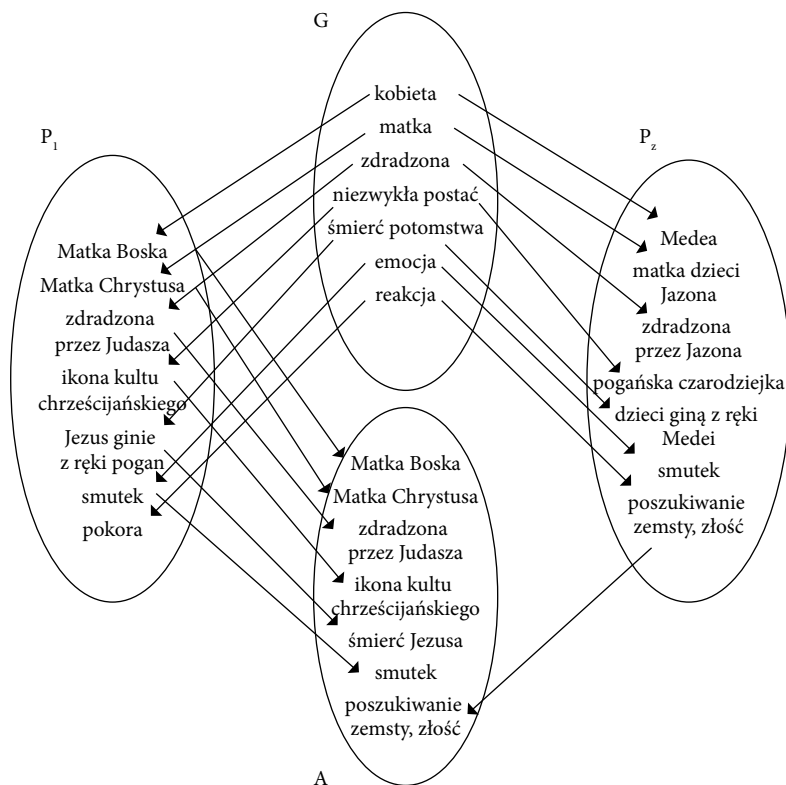 G
kobieta
matka
zdradzona
niezwykła postać
śmierć potomstwa
emocja
reakcja
P₁
Matka Boska
Matka Chrystusa
zdradzona
przez Judasza
ikona kultu
chrześcijańskiego
Jezus ginie
z ręki pogan
smutek
pokora
P_z
Medea
matka dzieci
Jazona
zdradzona
przez Jazona
pogańska czarodziejka
dzieci giną z ręki
Medei
smutek
poszukiwanie
zemsty, złość
Matka Boska
Matka Chrystusa
zdradzona
przez Judasza
ikona kultu
chrześcijańskiego
śmierć Jezusa
smutek
poszukiwanie
zemsty, złość
A